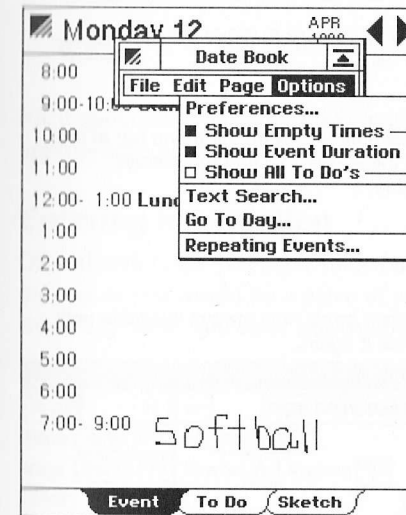 Monday 12
APR
Date Book
File Edit Page Options
Preferences...
Show Empty Times
Show Event Duration
Show All To Do's
Text Search...
Go To Day...
Repeating Events...
8:00
9:00-10:
10:00
11:00
12:00- 1:00 Lunc
1:00
2:00
3:00
4:00
5:00
6:00
7:00- 9:00 Softball
Event To Do Sketch